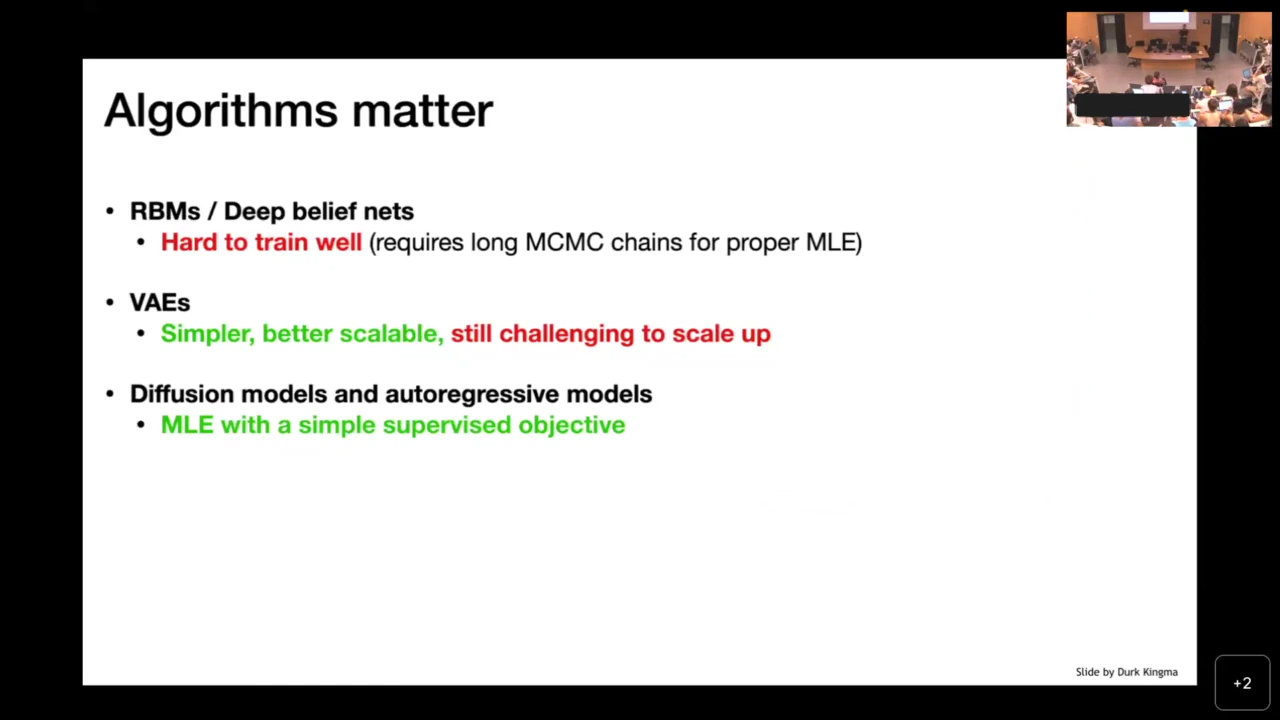 Algorithms matter
• RBMs / Deep belief nets
• Hard to train well (requires long MCMC chains for proper MLE)
• VAEs
• Simpler, better scalable, still challenging to scale up
• Diffusion models and autoregressive models
• MLE with a simple supervised objective
Slide by Durk Kingma
+2